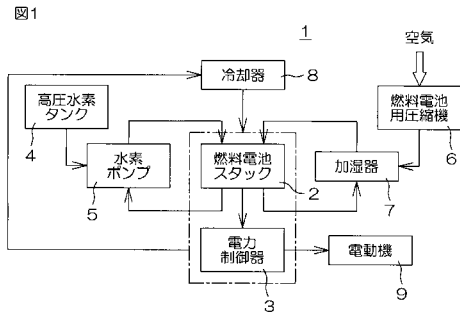 図1
1
空気
冷却器
8
高圧水素
タンク
4
燃料電池
用圧縮機
6
水素
ポンプ
5
燃料電池
スタック
2
加湿器
7
電力
制御器
3
電動機
9